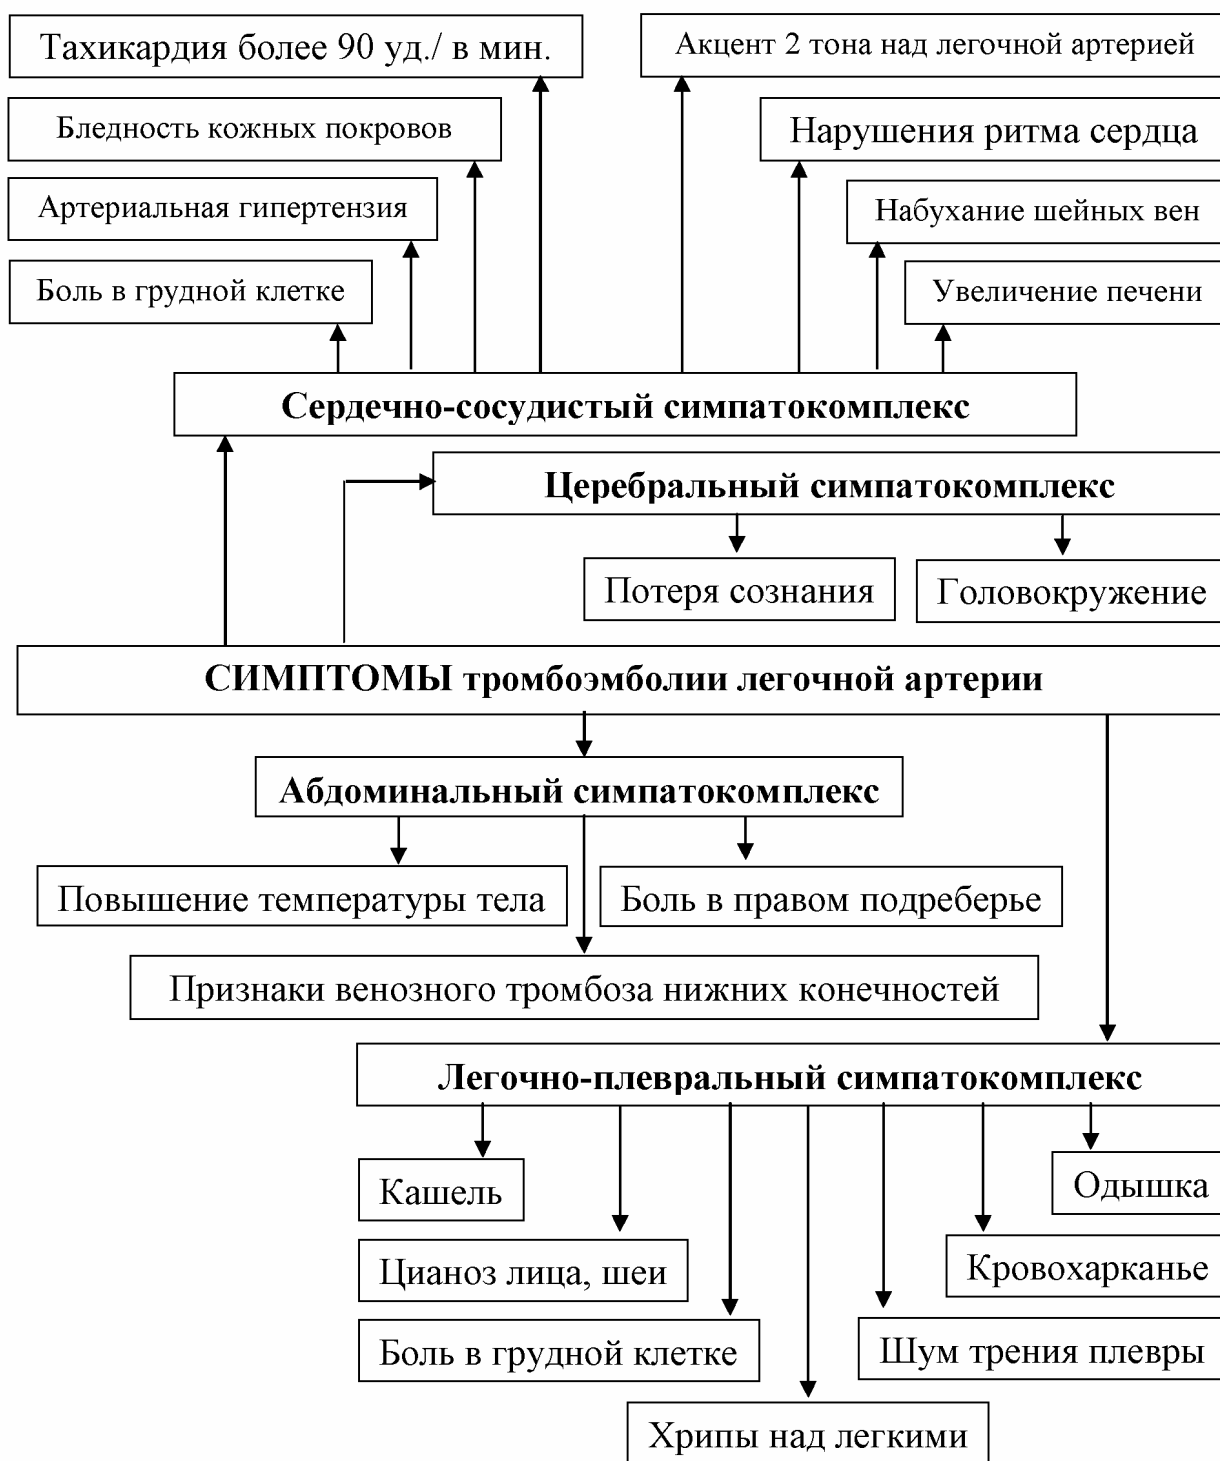 Тахикардия более 90 уд./ в мин.
Акцент 2 тона над легочной артерией
Бледность кожных покровов
Нарушения ритма сердца
Артериальная гипертензия
Набухание шейных вен
Боль в грудной клетке
Увеличение печени
Сердечно-сосудистый симпатокомплекс
Церебральный симпатокомплекс
Потеря сознания
Головокружение
СИМПТОМЫ тромбоэмболии легочной артерии
Абдоминальный симпатокомплекс
Повышение температуры тела
Боль в правом подреберье
Признаки венозного тромбоза нижних конечностей
Легочно-плевральный симпатокомплекс
Кашель
Одышка
Цианоз лица, шеи
Кровохарканье
Боль в грудной клетке
Шум трения плевры
Хрипы над легкими